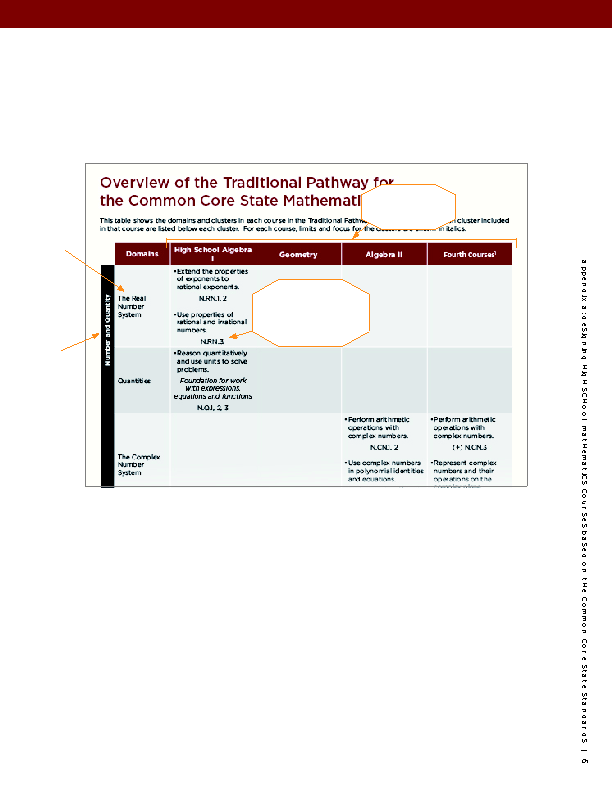 Overview of the Traditional Pathway for
the Common Core State Mathemati
This table shows the domains and clusters in each course in the Traditional Pathw cluster included
in that course are listed below each cluster. For each course, limits and focus for the in italics.
Domains
High School Algebra
I
Geometry
Algebra II
Fourth Courses¹
Number and Quantity
The Real
Number
System
•Extend the properties
of exponents to
rational exponents.
N.RN.1, 2
•Use properties of
rational and irrational
numbers.
N.RN.3
Quantities
•Reason quantitatively
and use units to solve
problems.
Foundation for work
with expressions,
equations and functions
N.Q.1, 2, 3
The Complex
Number
System
•Perform arithmetic
operations with
complex numbers.
N.CN.1, 2
•Use complex numbers
in polynomial identities
and equations.
•Perform arithmetic
operations with
complex numbers.
(+) N.CN.3
•Represent complex
numbers and their
operations on the
appendix a: deSigning HigH SCHool matHematiCS CourSeS baSed on tHe Common Core State StandardS | 6